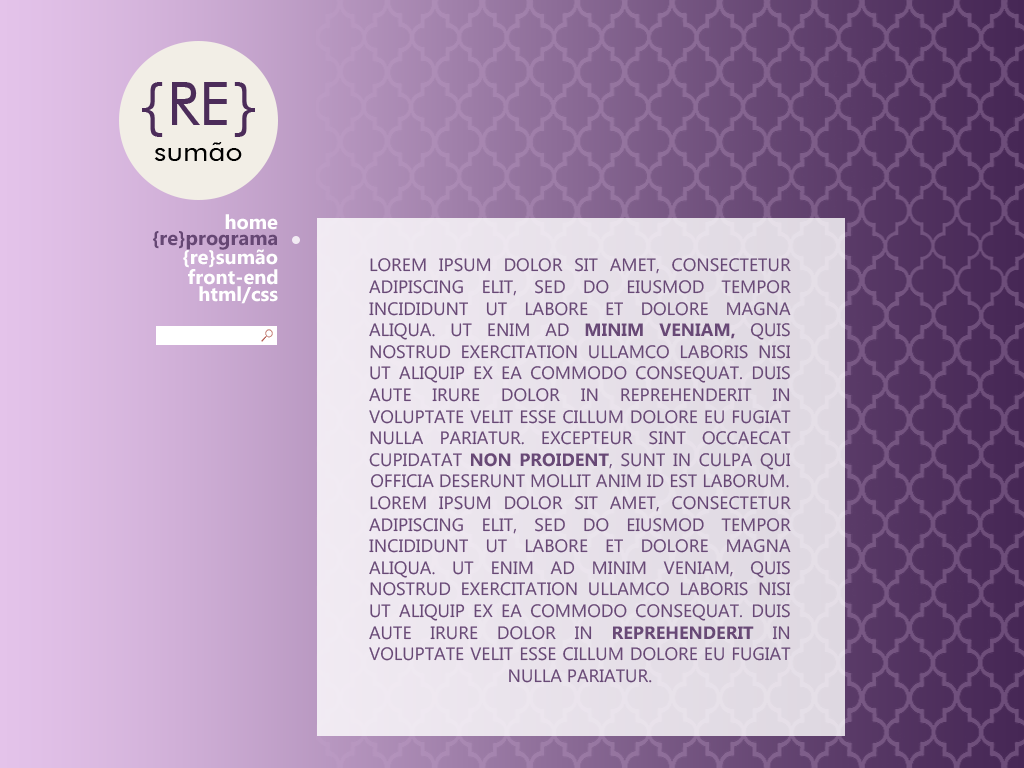 {RE}
sumão
home
{re}programa
{re}sumão
front-end
html/css
LOREM IPSUM DOLOR SIT AMET, CONSECTETUR
ADIPISCING ELIT, SED DO EIUSMOD TEMPOR
INCIDIDUNT UT LABORE ET DOLORE MAGNA
ALIQUA. UT ENIM AD MINIM VENIAM, QUIS
NOSTRUD EXERCITATION ULLAMCO LABORIS NISI
UT ALIQUIP EX EA COMMODO CONSEQUAT. DUIS
AUTE IRURE DOLOR IN REPREHENDERIT IN
VOLUPTATE VELIT ESSE CILLUM DOLORE EU FUGIAT
NULLA PARIATUR. EXCEPTEUR SINT OCCAECAT
CUPIDATAT NON PROIDENT, SUNT IN CULPA QUI
OFFICIA DESERUNT MOLLIT ANIM ID EST LABORUM.
LOREM IPSUM DOLOR SIT AMET, CONSECTETUR
ADIPISCING ELIT, SED DO EIUSMOD TEMPOR
INCIDIDUNT UT LABORE ET DOLORE MAGNA
ALIQUA. UT ENIM AD MINIM VENIAM, QUIS
NOSTRUD EXERCITATION ULLAMCO LABORIS NISI
UT ALIQUIP EX EA COMMODO CONSEQUAT. DUIS
AUTE IRURE DOLOR IN REPREHENDERIT IN
VOLUPTATE VELIT ESSE CILLUM DOLORE EU FUGIAT
NULLA PARIATUR.